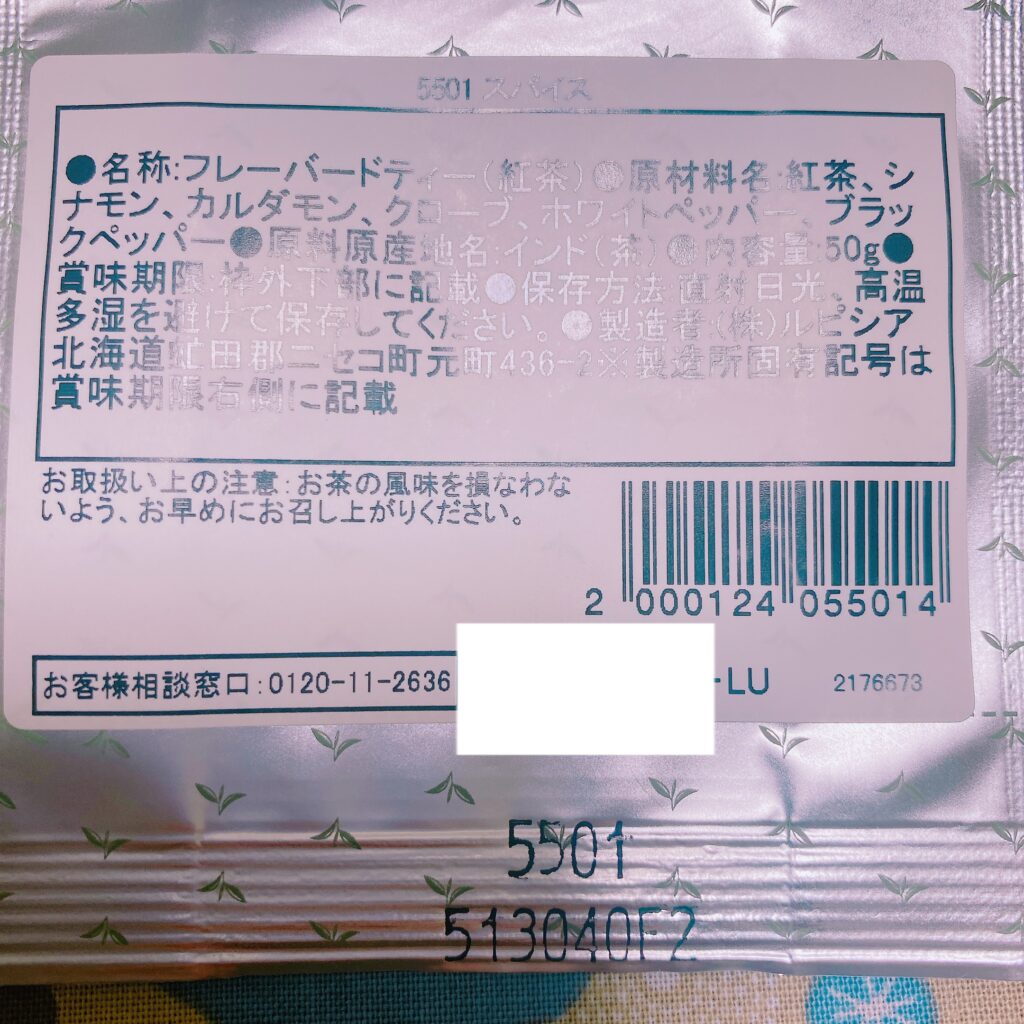 5501 スパイス
●名称:フレーバードティー(紅茶)●原材料名:紅茶、シ
ナモン、カルダモン、クローブ、ホワイトペッパー、ブラッ
クペッパー●原料原産地名:インド(茶)●内容量:50g●
賞味期限:枠外下部に記載●保存方法:直射日光、高温
多湿を避けて保存してください。●製造者:(株)ルピシア
北海道虻田郡ニセコ町元町436-2※製造所固有記号は
賞味期限右側に記載
お取扱い上の注意:お茶の風味を損なわな
いよう、お早めにお召し上がりください。
2 000124 055014
お客様相談窓口:0120-11-2636
-LU
2176673
5501
513040F2